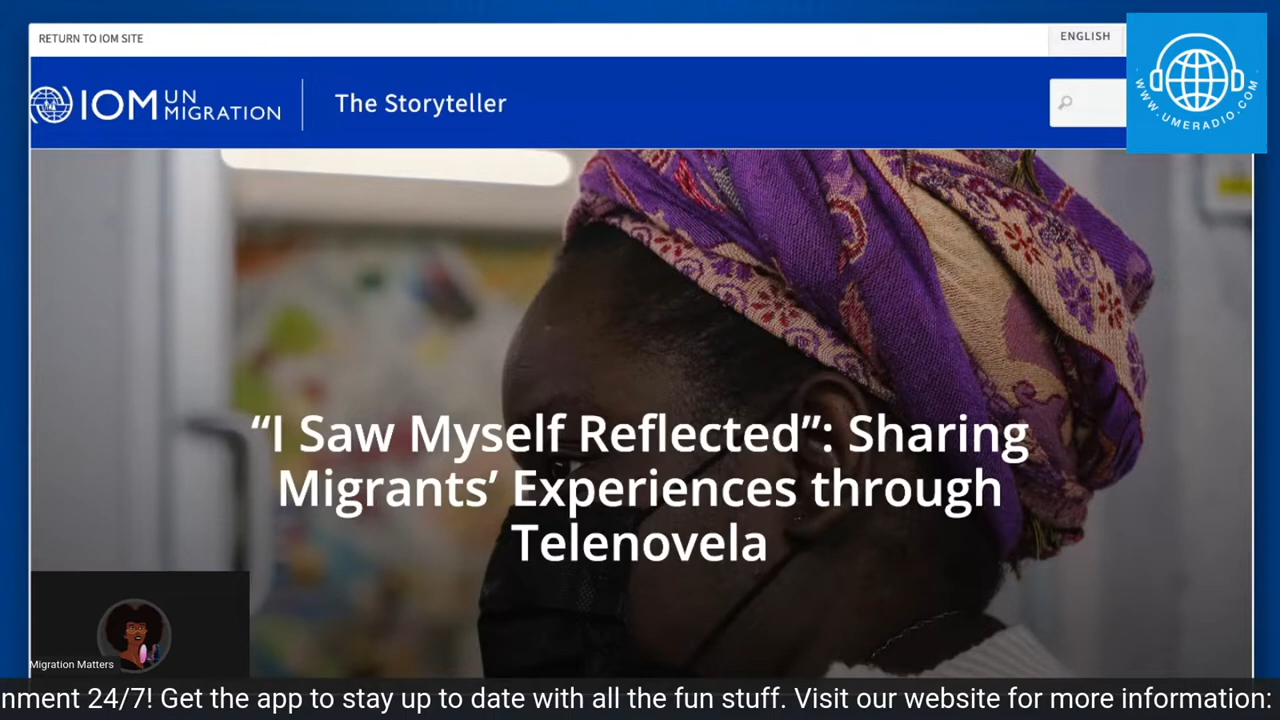 RETURN TO IOM SITE
ENGLISH
IOM UN MIGRATION
The Storyteller
WWW.UMERADIO.COM
“I Saw Myself Reflected”: Sharing
Migrants’ Experiences through
Telenovela
Migration Matters
nment 24/7! Get the app to stay up to date with all the fun stuff. Visit our website for more information: